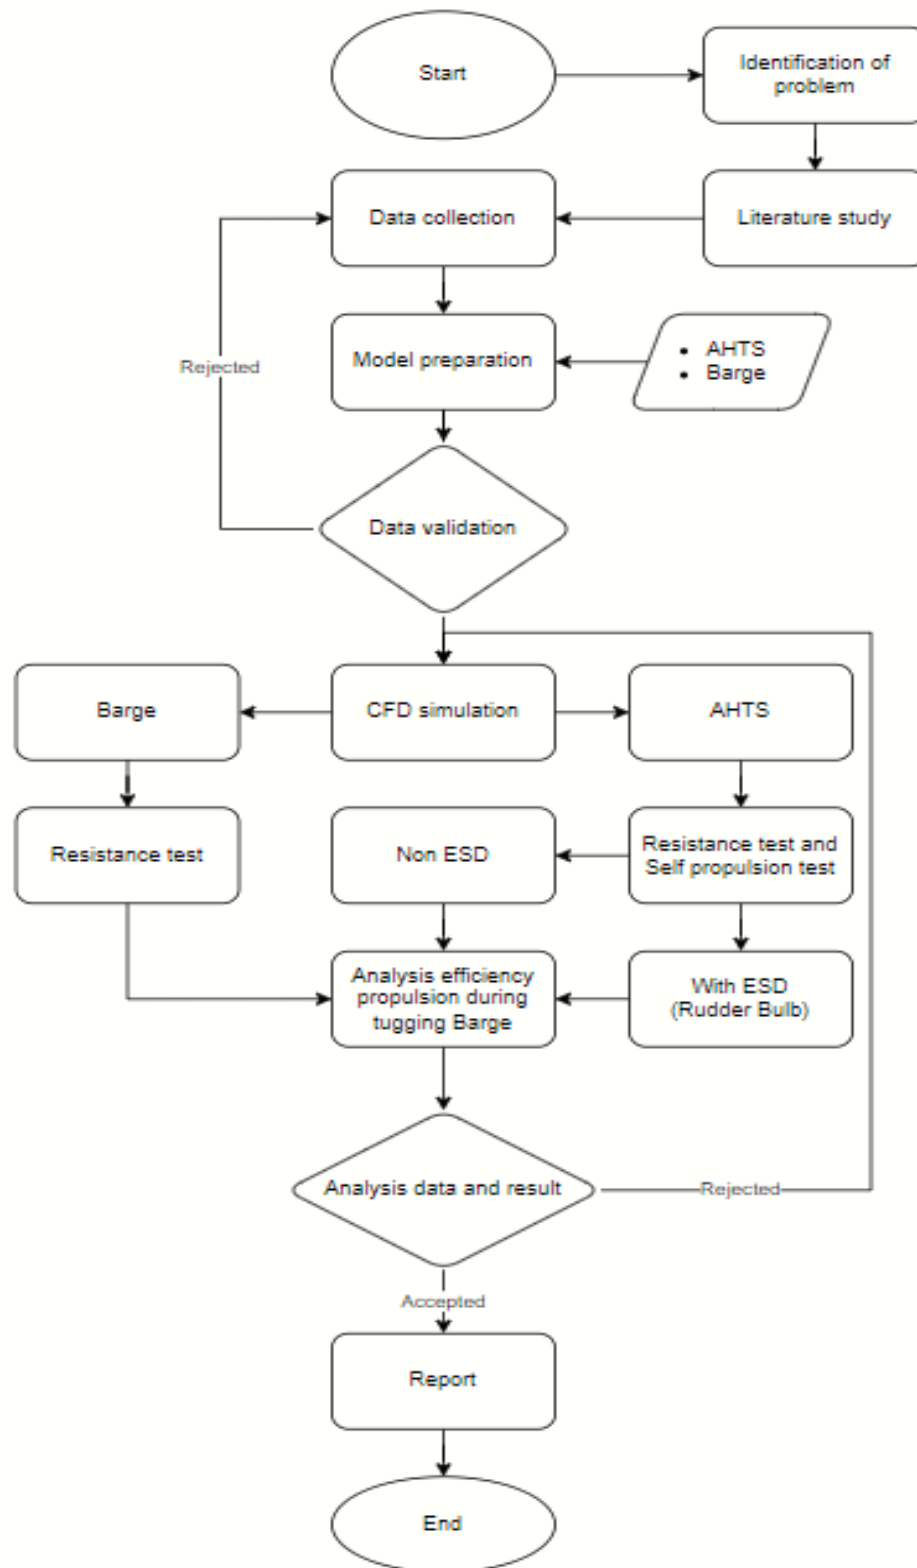 Start
Identification of
problem
Data collection
Literature study
Rejected
Model preparation
• AHTS
• Barge
Data validation
Barge
CFD simulation
AHTS
Resistance test
Non ESD
Resistance test and
Self propulsion test
Analysis efficiency
propulsion during
tugging Barge
With ESD
(Rudder Bulb)
Analysis data and result
Rejected
Accepted
Report
End